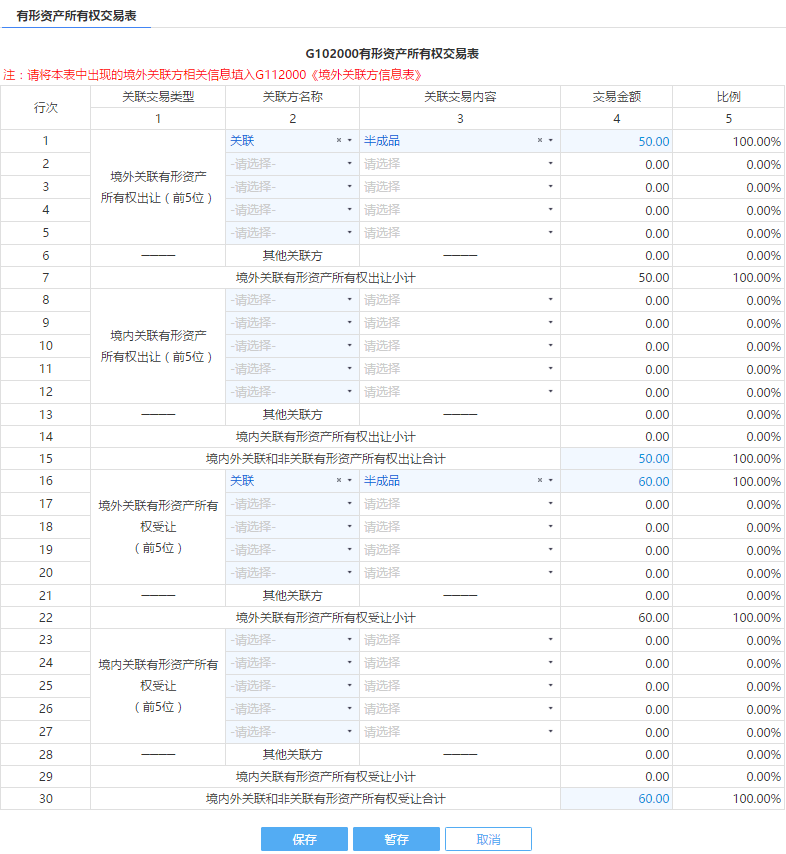 有形资产所有权交易表
G102000有形资产所有权交易表
注：请将本表中出现的境外关联方相关信息填入G112000《境外关联方信息表》
行次 关联交易类型 关联方名称 关联交易内容 交易金额 比例
1 2 3 4 5
1 境外关联有形资产所有权出让（前5位） 关联 × 半成品 × 50.00 100.00%
2 -请选择- 请选择 0.00 0.00%
3 -请选择- 请选择 0.00 0.00%
4 -请选择- 请选择 0.00 0.00%
5 -请选择- 请选择 0.00 0.00%
6 ———— 其他关联方 ———— 0.00 0.00%
7 境外关联有形资产所有权出让小计 50.00 100.00%
8 境内关联有形资产所有权出让（前5位） -请选择- 请选择 0.00 0.00%
9 -请选择- 请选择 0.00 0.00%
10 -请选择- 请选择 0.00 0.00%
11 -请选择- 请选择 0.00 0.00%
12 -请选择- 请选择 0.00 0.00%
13 ———— 其他关联方 ———— 0.00 0.00%
14 境内关联有形资产所有权出让小计 0.00 0.00%
15 境内外关联和非关联有形资产所有权出让合计 50.00 100.00%
16 境外关联有形资产所有权受让（前5位） 关联 × 半成品 × 60.00 100.00%
17 -请选择- 请选择 0.00 0.00%
18 -请选择- 请选择 0.00 0.00%
19 -请选择- 请选择 0.00 0.00%
20 -请选择- 请选择 0.00 0.00%
21 ———— 其他关联方 ———— 0.00 0.00%
22 境外关联有形资产所有权受让小计 60.00 100.00%
23 境内关联有形资产所有权受让（前5位） -请选择- 请选择 0.00 0.00%
24 -请选择- 请选择 0.00 0.00%
25 -请选择- 请选择 0.00 0.00%
26 -请选择- 请选择 0.00 0.00%
27 -请选择- 请选择 0.00 0.00%
28 ———— 其他关联方 ———— 0.00 0.00%
29 境内关联有形资产所有权受让小计 0.00 0.00%
30 境内外关联和非关联有形资产所有权受让合计 60.00 100.00%
保存 暂存 取消